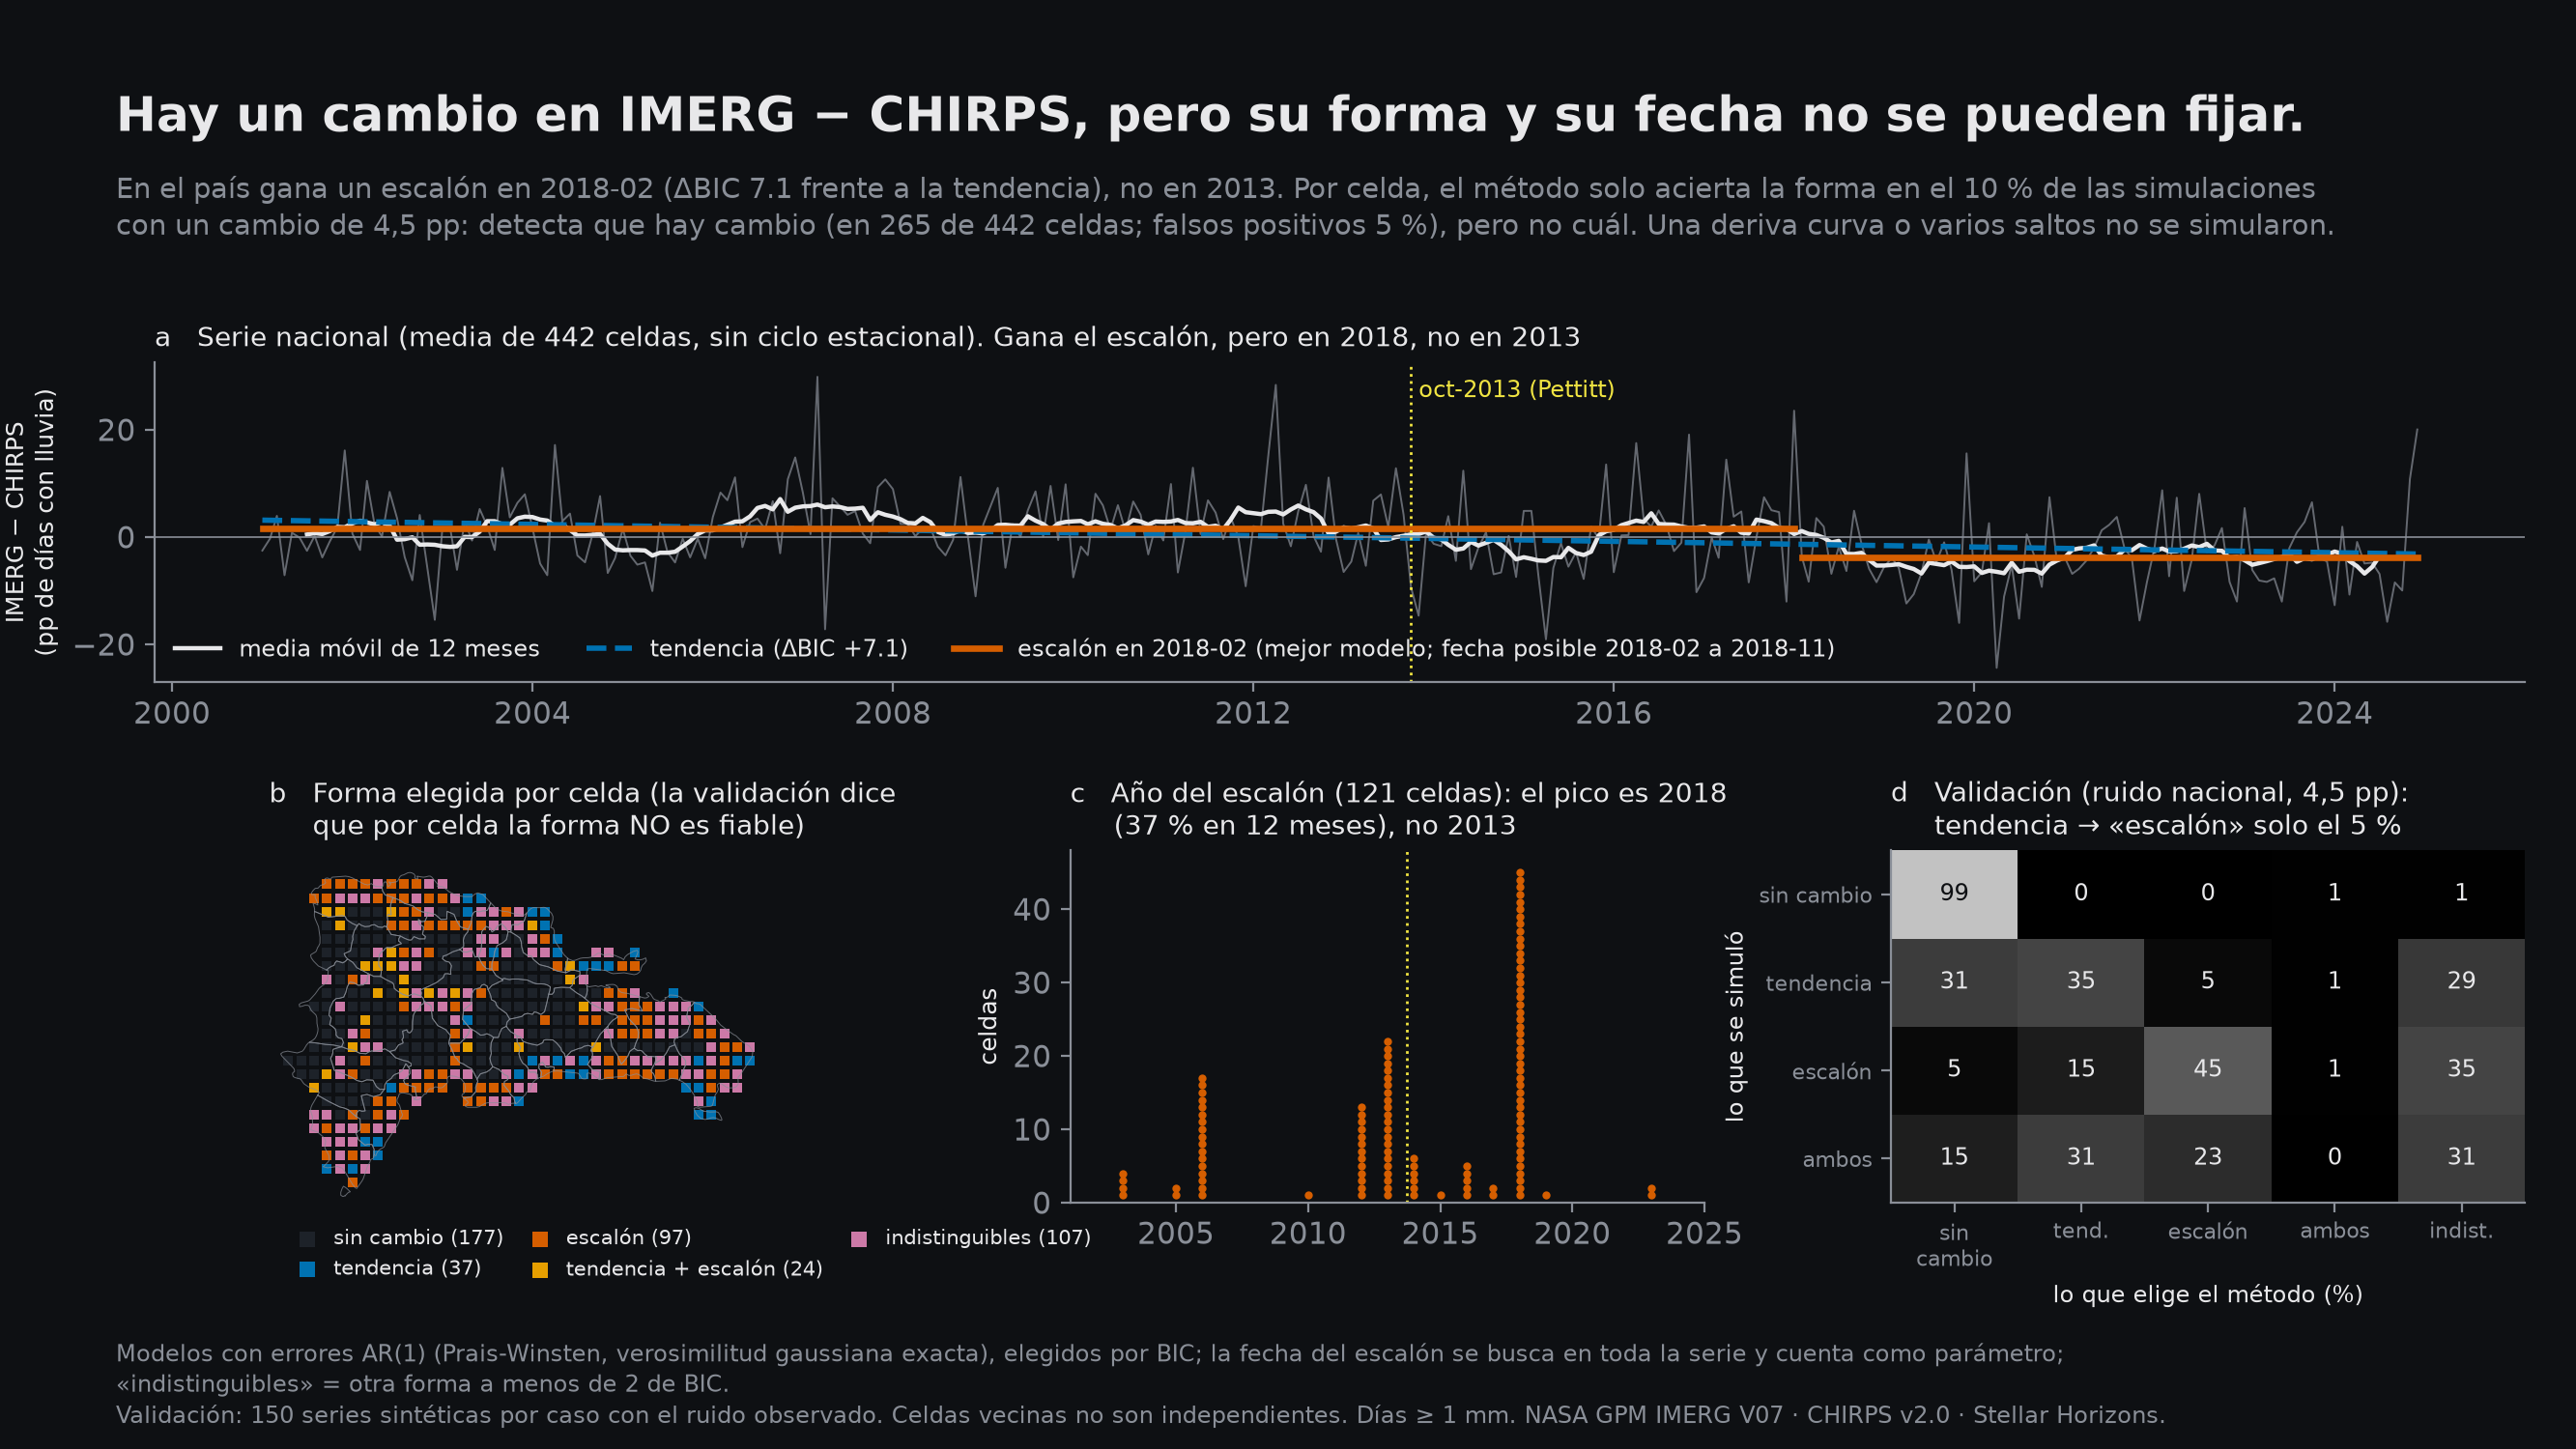 Hay un cambio en IMERG − CHIRPS, pero su forma y su fecha no se pueden fijar.
En el país gana un escalón en 2018-02 (ΔBIC 7.1 frente a la tendencia), no en 2013. Por celda, el método solo acierta la forma en el 10 % de las simulaciones
con un cambio de 4,5 pp: detecta que hay cambio (en 265 de 442 celdas; falsos positivos 5 %), pero no cuál. Una deriva curva o varios saltos no se simularon.
a Serie nacional (media de 442 celdas, sin ciclo estacional). Gana el escalón, pero en 2018, no en 2013
IMERG − CHIRPS
(pp de días con lluvia)
20
0
−20
oct-2013 (Pettitt)
media móvil de 12 meses
tendencia (ΔBIC +7.1)
escalón en 2018-02 (mejor modelo; fecha posible 2018-02 a 2018-11)
2000 2004 2008 2012 2016 2020 2024
b Forma elegida por celda (la validación dice
que por celda la forma NO es fiable)
sin cambio (177)
escalón (97)
indistinguibles (107)
tendencia (37)
tendencia + escalón (24)
c Año del escalón (121 celdas): el pico es 2018
(37 % en 12 meses), no 2013
celdas
40
30
20
10
0
2005 2010 2015 2020 2025
d Validación (ruido nacional, 4,5 pp):
tendencia → «escalón» solo el 5 %
lo que se simuló
sin cambio 99 0 0 1 1
tendencia 31 35 5 1 29
escalón 5 15 45 1 35
ambos 15 31 23 0 31
sin
cambio
tend.
escalón
ambos
indist.
lo que elige el método (%)
Modelos con errores AR(1) (Prais-Winsten, verosimilitud gaussiana exacta), elegidos por BIC; la fecha del escalón se busca en toda la serie y cuenta como parámetro;
«indistinguibles» = otra forma a menos de 2 de BIC.
Validación: 150 series sintéticas por caso con el ruido observado. Celdas vecinas no son independientes. Días ≥ 1 mm. NASA GPM IMERG V07 · CHIRPS v2.0 · Stellar Horizons.